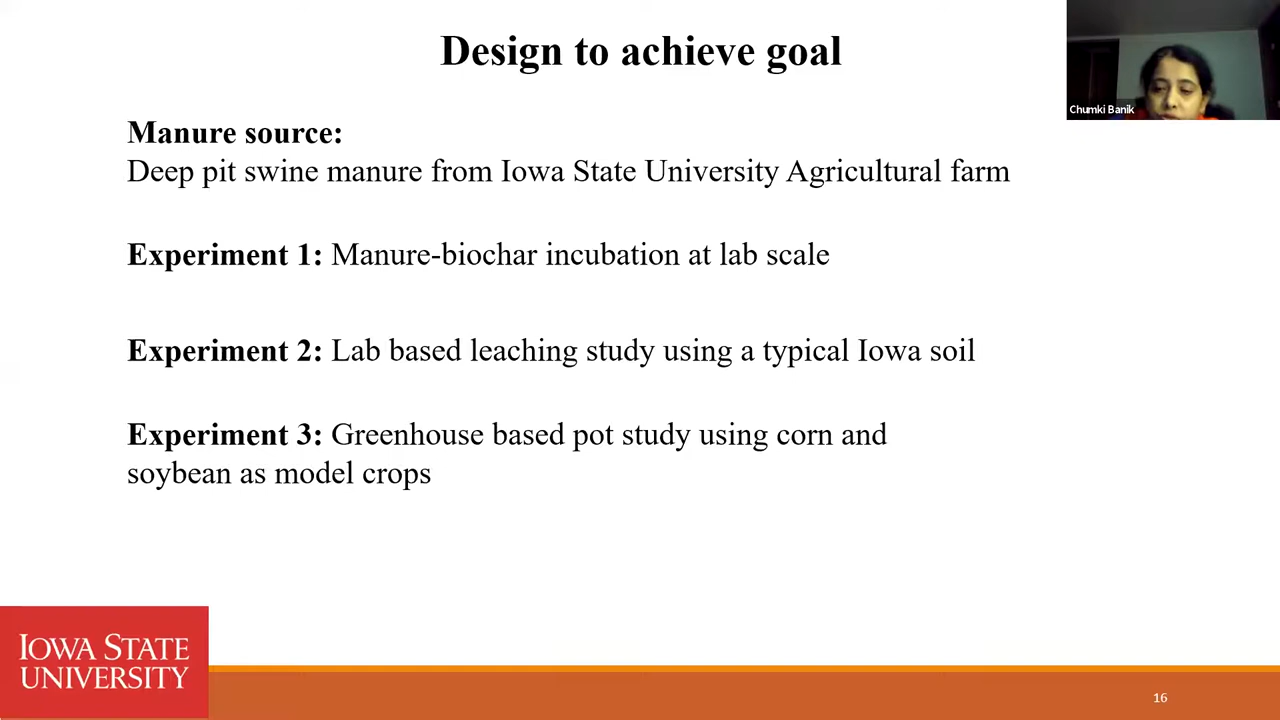 Design to achieve goal
Chumki Banik
Manure source:
Deep pit swine manure from Iowa State University Agricultural farm
Experiment 1: Manure-biochar incubation at lab scale
Experiment 2: Lab based leaching study using a typical Iowa soil
Experiment 3: Greenhouse based pot study using corn and
soybean as model crops
IOWA STATE
UNIVERSITY
16